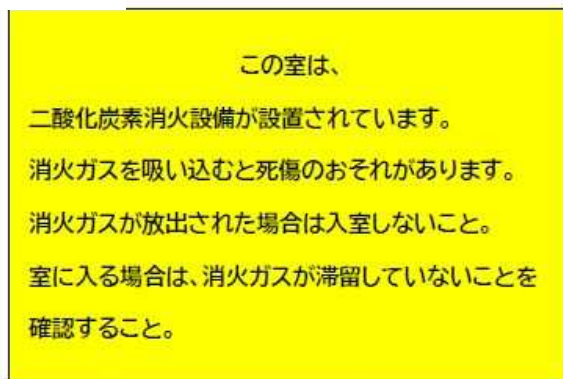 この室は、
二酸化炭素消火設備が設置されています。
消火ガスを吸い込むと死傷のおそれがあります。
消火ガスが放出された場合は入室しないこと。
室に入る場合は、消火ガスが滞留していないことを
確認すること。